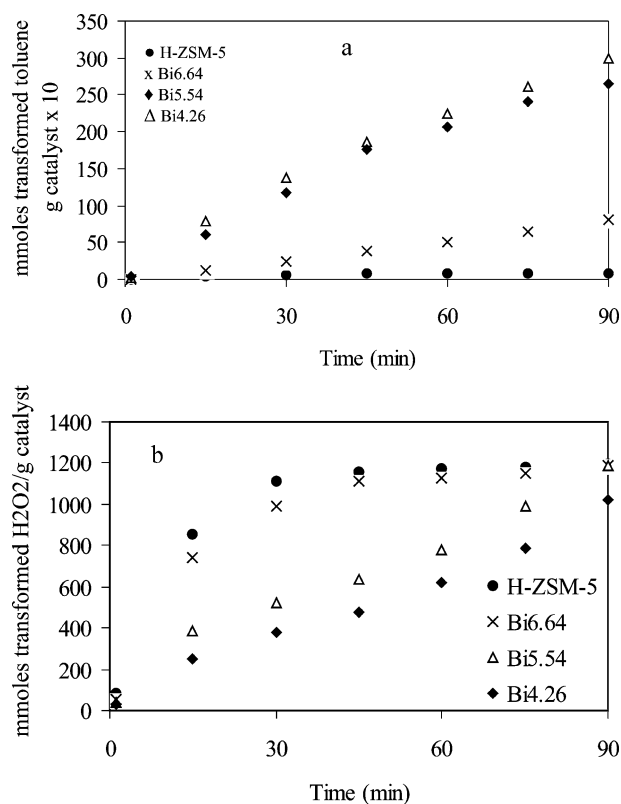 mmoles transformed toluene
g catalyst x 10
350
300
250
200
150
100
50
0
a
H-ZSM-5
x Bi6.64
Bi5.54
Bi4.26
0
30
60
90
Time (min)
mmoles transformed H2O2/g catalyst
1400
1200
1000
800
600
400
200
0
b
H-ZSM-5
Bi6.64
Bi5.54
Bi4.26
0
30
60
90
Time (min)